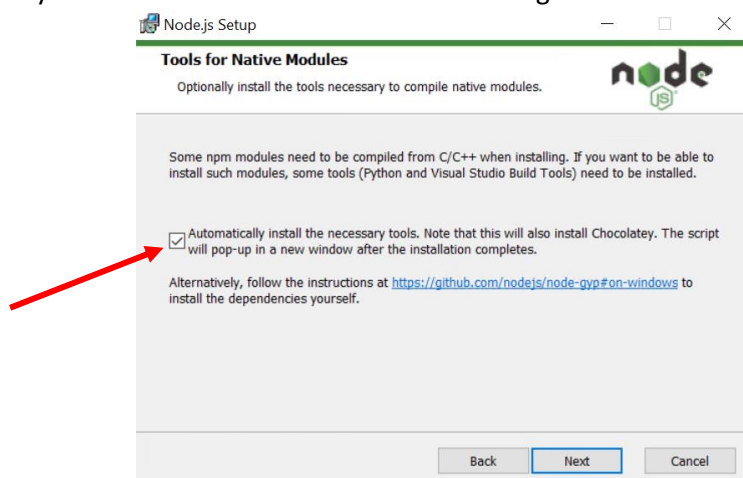 Node.js Setup
Tools for Native Modules
Optionally install the tools necessary to compile native modules.
node
JS
Some npm modules need to be compiled from C/C++ when installing. If you want to be able to
install such modules, some tools (Python and Visual Studio Build Tools) need to be installed.
Automatically install the necessary tools. Note that this will also install Chocolatey. The script
will pop-up in a new window after the installation completes.
Alternatively, follow the instructions at https://github.com/nodejs/node-gyp#on-windows to
install the dependencies yourself.
Back Next Cancel